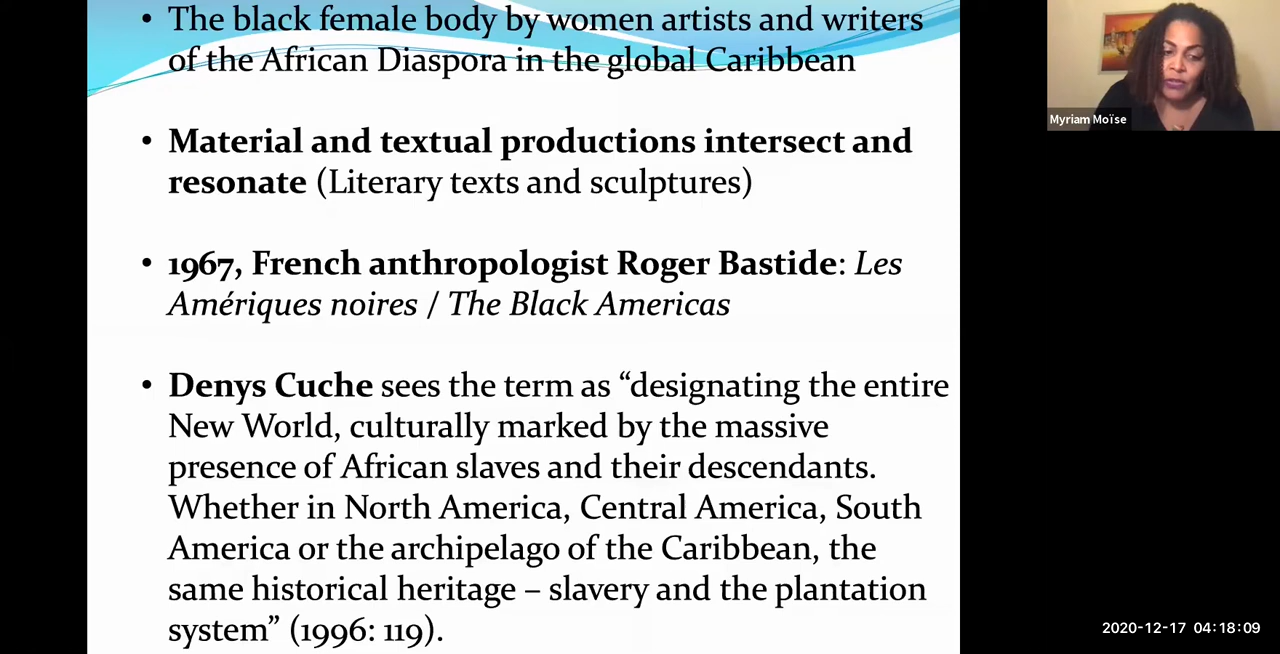 • The black female body by women artists and writers
of the African Diaspora in the global Caribbean
• Material and textual productions intersect and
resonate (Literary texts and sculptures)
• 1967, French anthropologist Roger Bastide: Les
Amériques noires / The Black Americas
• Denys Cuche sees the term as “designating the entire
New World, culturally marked by the massive
presence of African slaves and their descendants.
Whether in North America, Central America, South
America or the archipelago of the Caribbean, the
same historical heritage – slavery and the plantation
system” (1996: 119).
Myriam Moïse
2020-12-17 04:18:09